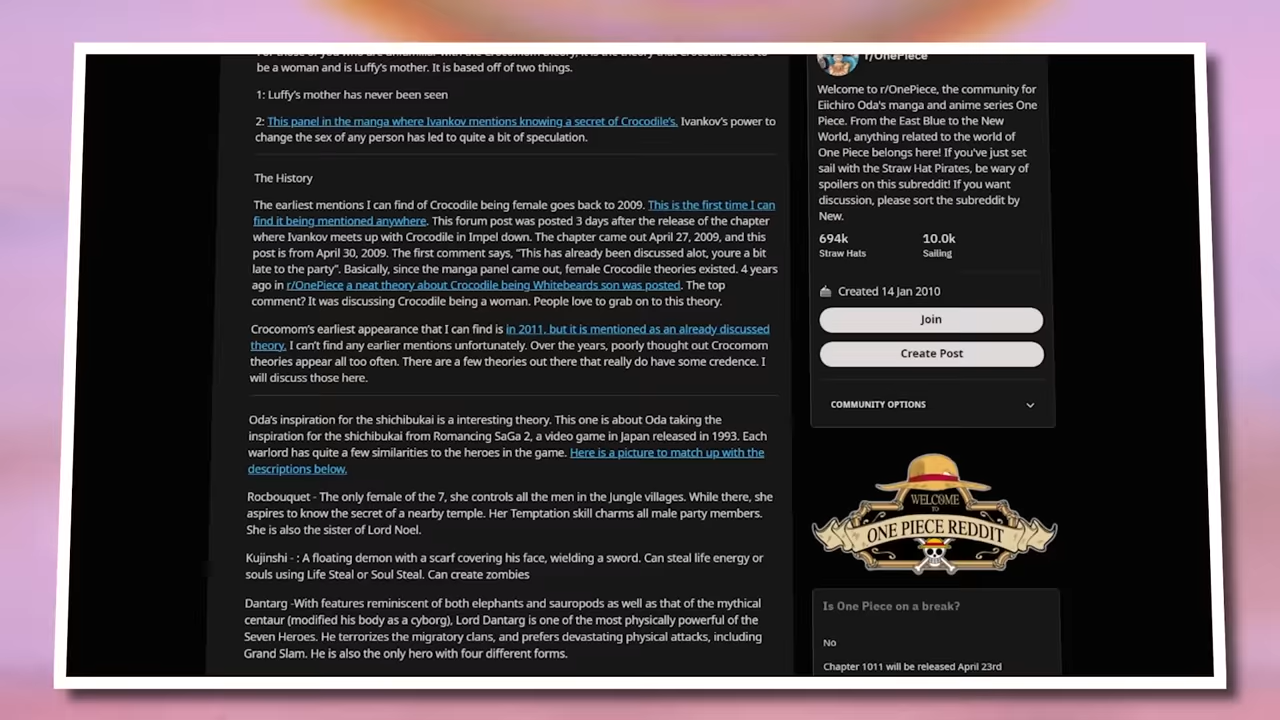 be a woman and is Luffy's mother. It is based off of two things.
1: Luffy's mother has never been seen
2: This panel in the manga where Ivankov mentions knowing a secret of Crocodile's. Ivankov's power to
change the sex of any person has led to quite a bit of speculation.
The History
The earliest mentions I can find of Crocodile being female goes back to 2009. This is the first time I can
find it being mentioned anywhere. This forum post was posted 3 days after the release of the chapter
where Ivankov meets up with Crocodile in Impel down. The chapter came out April 27, 2009, and this
post is from April 30, 2009. The first comment says, "This has already been discussed alot, youre a bit
late to the party". Basically, since the manga panel came out, female Crocodile theories existed. 4 years
ago in r/OnePiece a neat theory about Crocodile being Whitebeards son was posted. The top
comment? It was discussing Crocodile being a woman. People love to grab on to this theory.
Crocomom's earliest appearance that I can find is in 2011, but it is mentioned as an already discussed
theory. I can't find any earlier mentions unfortunately. Over the years, poorly thought out Crocomom
theories appear all too often. There are a few theories out there that really do have some credence. I
will discuss those here.
Oda's inspiration for the shichibukai is a interesting theory. This one is about Oda taking the
inspiration for the shichibukai from Romancing SaGa 2, a video game in Japan released in 1993. Each
warlord has quite a few similarities to the heroes in the game. Here is a picture to match up with the
descriptions below.
Rocbouquet - The only female of the 7, she controls all the men in the Jungle villages. While there, she
aspires to know the secret of a nearby temple. Her Temptation skill charms all male party members.
She is also the sister of Lord Noel.
Kujinshi - : A floating demon with a scarf covering his face, wielding a sword. Can steal life energy or
souls using Life Steal or Soul Steal. Can create zombies
Dantarg -With features reminiscent of both elephants and sauropods as well as that of the mythical
centaur (modified his body as a cyborg), Lord Dantarg is one of the most physically powerful of the
Seven Heroes. He terrorizes the migratory clans, and prefers devastating physical attacks, including
Grand Slam. He is also the only hero with four different forms.
r/OnePiece
Welcome to r/OnePiece, the community for
Eiichiro Oda's manga and anime series One
Piece. From the East Blue to the New
World, anything related to the world of
One Piece belongs here! If you've just set
sail with the Straw Hat Pirates, be wary of
spoilers on this subreddit! If you want
discussion, please sort the subreddit by
New.
694k 10.0k
Straw Hats Sailing
Created 14 Jan 2010
Join
Create Post
COMMUNITY OPTIONS
WELCOME
TO
ONE PIECE REDDIT
Is One Piece on a break?
No
Chapter 1011 will be released April 23rd